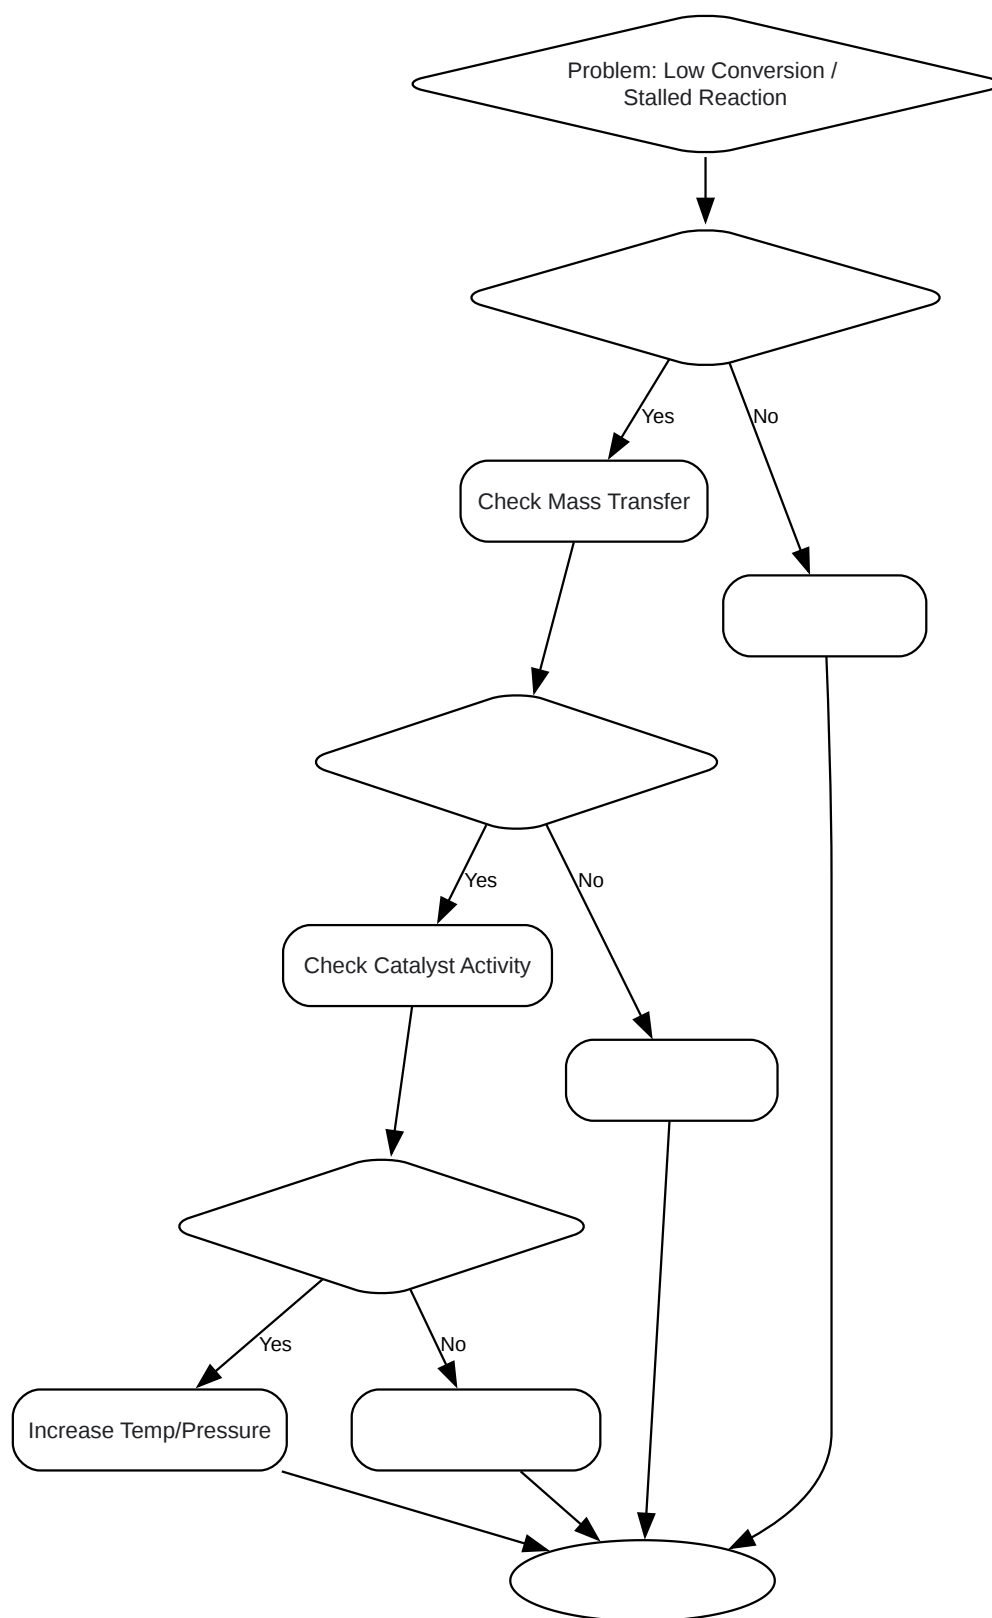 Problem: Low Conversion /
Stalled Reaction
Yes
No
Check Mass Transfer
Yes
No
Check Catalyst Activity
Yes
No
Increase Temp/Pressure